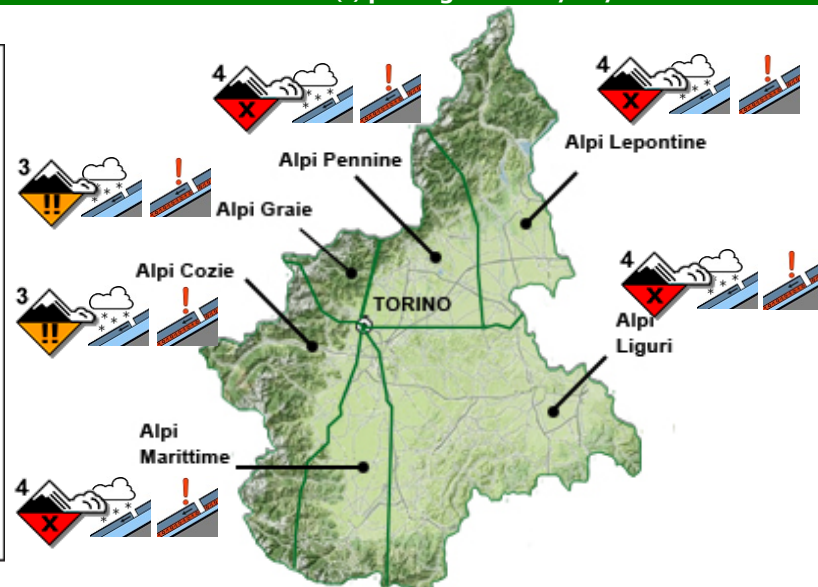 4
4
Alpi Lepontine
Alpi Pennine
3
Alpi Graie
4
Alpi Cozie
3
TORINO
Alpi
Liguri
Alpi
Marittime
4